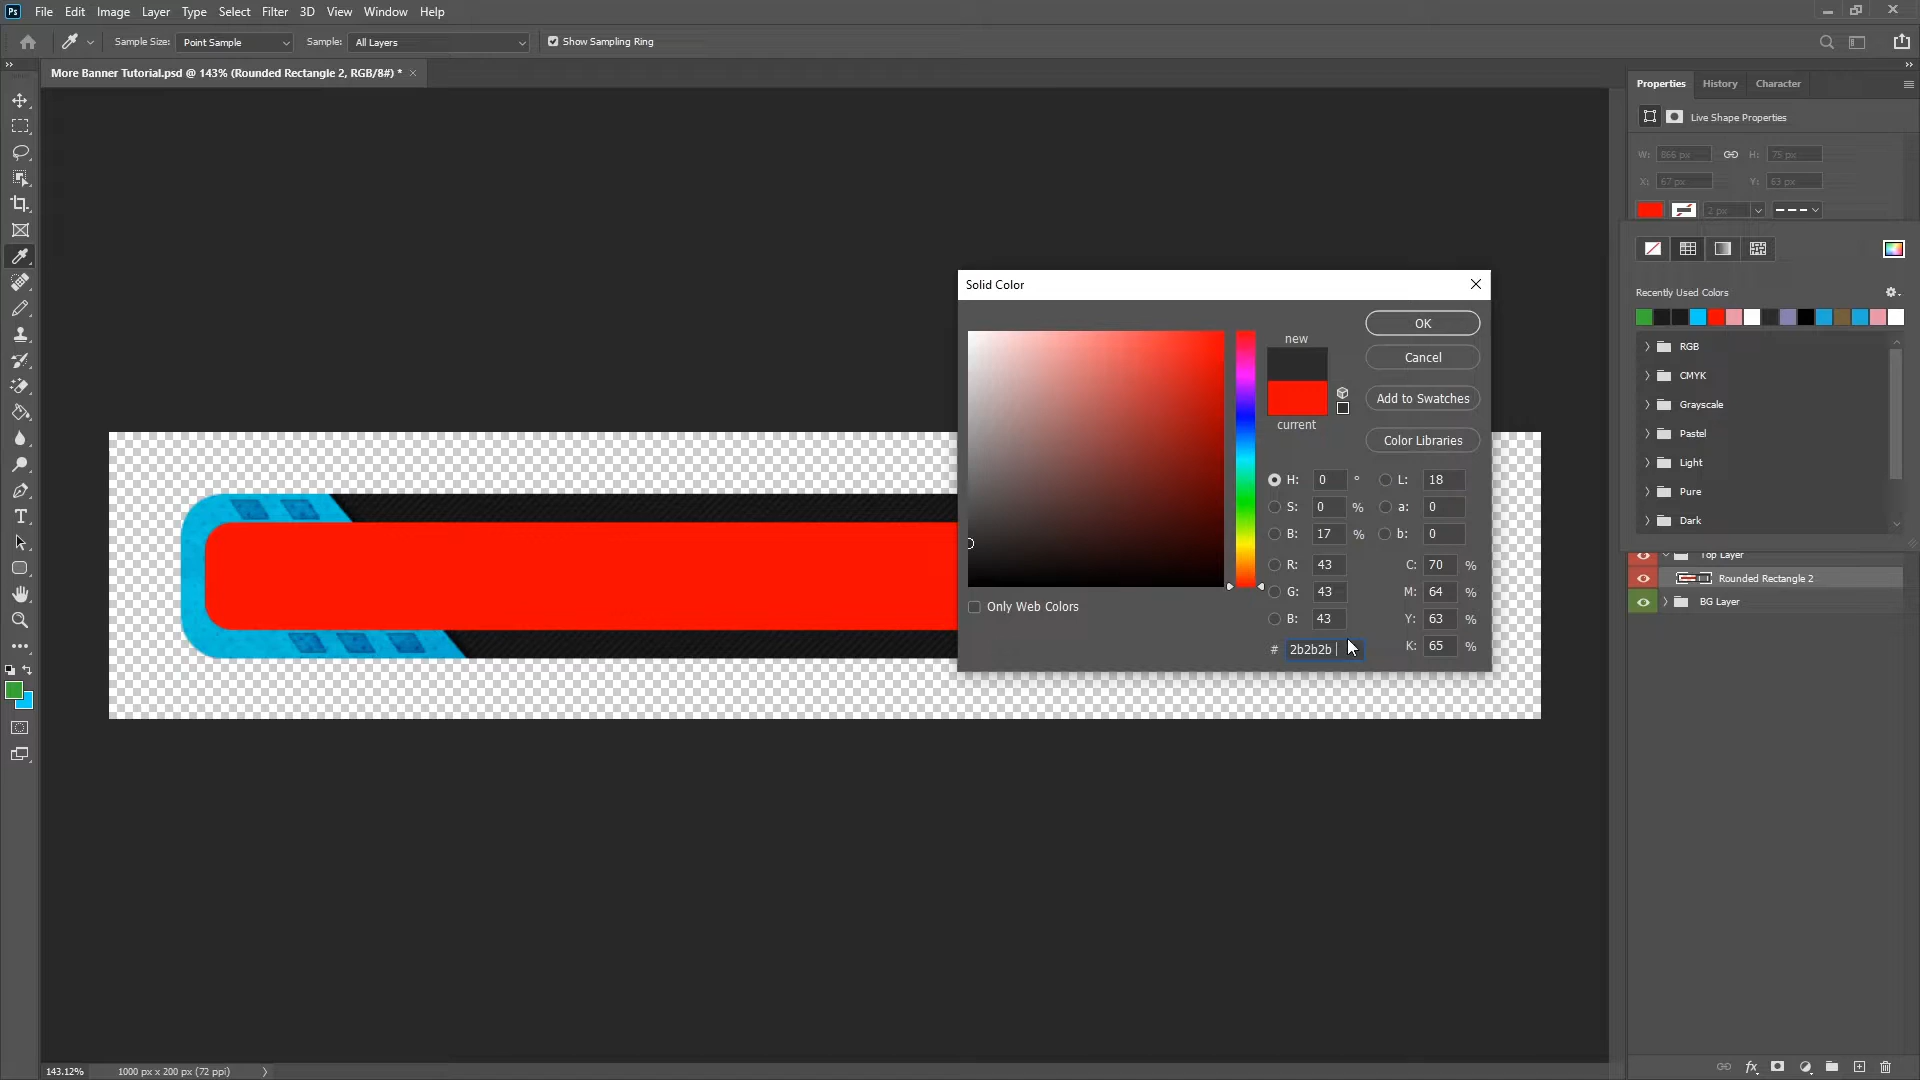 Ps File Edit Image Layer Type Select Filter 3D View Window Help
Sample Size: Point Sample Sample: All Layers Show Sampling Ring
More Banner Tutorial.psd @ 143% (Rounded Rectangle 2, RGB/8#) *
Properties History Character
Live Shape Properties
W: 866 px H: 75 px
X: 67 px Y: 63 px
2 px
Recently Used Colors
RGB
CMYK
Grayscale
Pastel
Light
Pure
Dark
Top Layer
Rounded Rectangle 2
BG Layer
Solid Color
new
current
OK
Cancel
Add to Swatches
Color Libraries
H: 0 ° L: 18
S: 0 % a: 0
B: 17 % b: 0
R: 43 C: 70 %
G: 43 M: 64 %
B: 43 Y: 63 %
# 2b2b2b K: 65 %
Only Web Colors
143.12% 1000 px x 200 px (72 ppi)